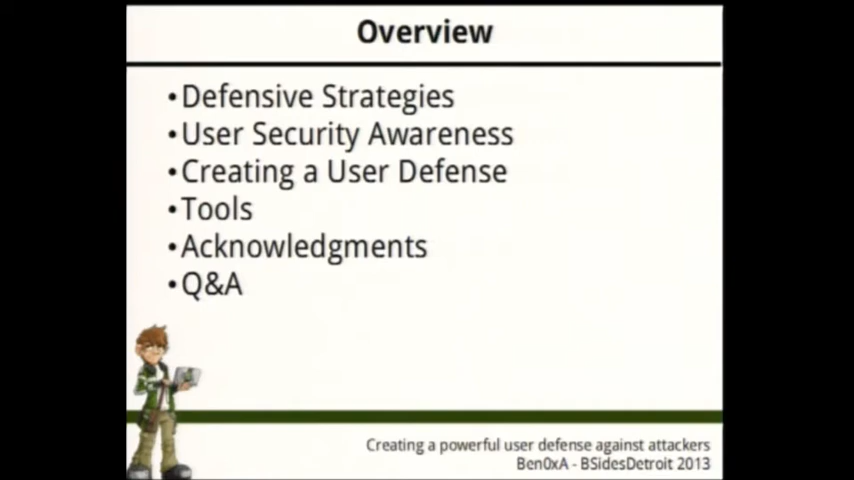 Overview
•Defensive Strategies
•User Security Awareness
•Creating a User Defense
•Tools
•Acknowledgments
•Q&A
Creating a powerful user defense against attackers
Ben0xA - BSidesDetroit 2013